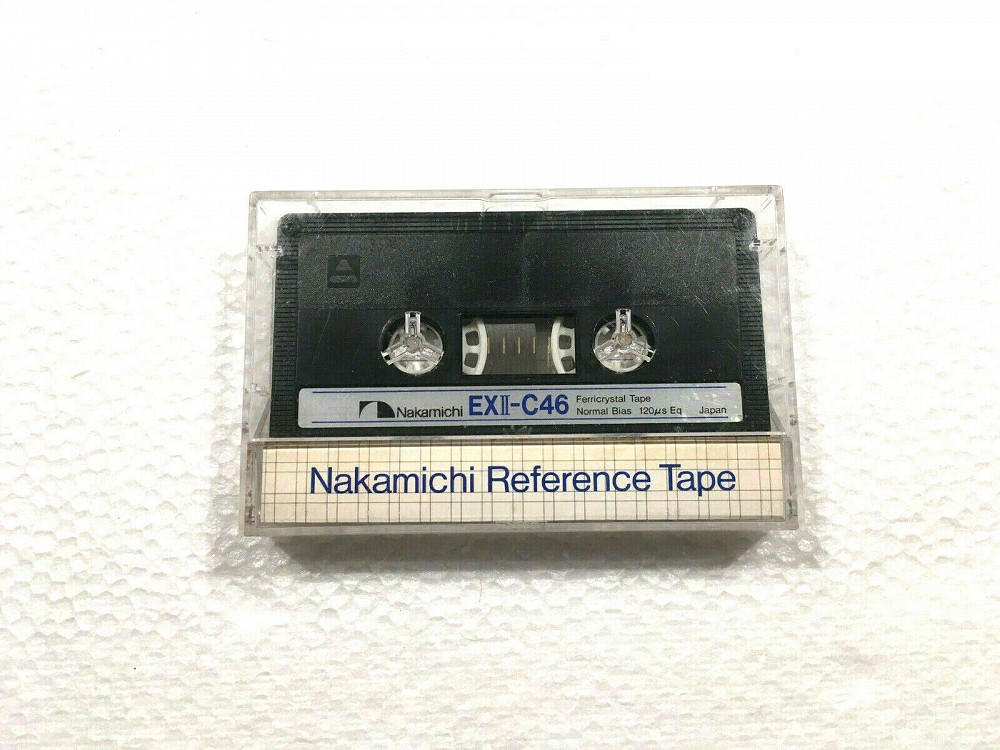 Nakamichi EXII-C46 Ferricrystal Tape
Normal Bias 120μs Eq Japan
Nakamichi Reference Tape